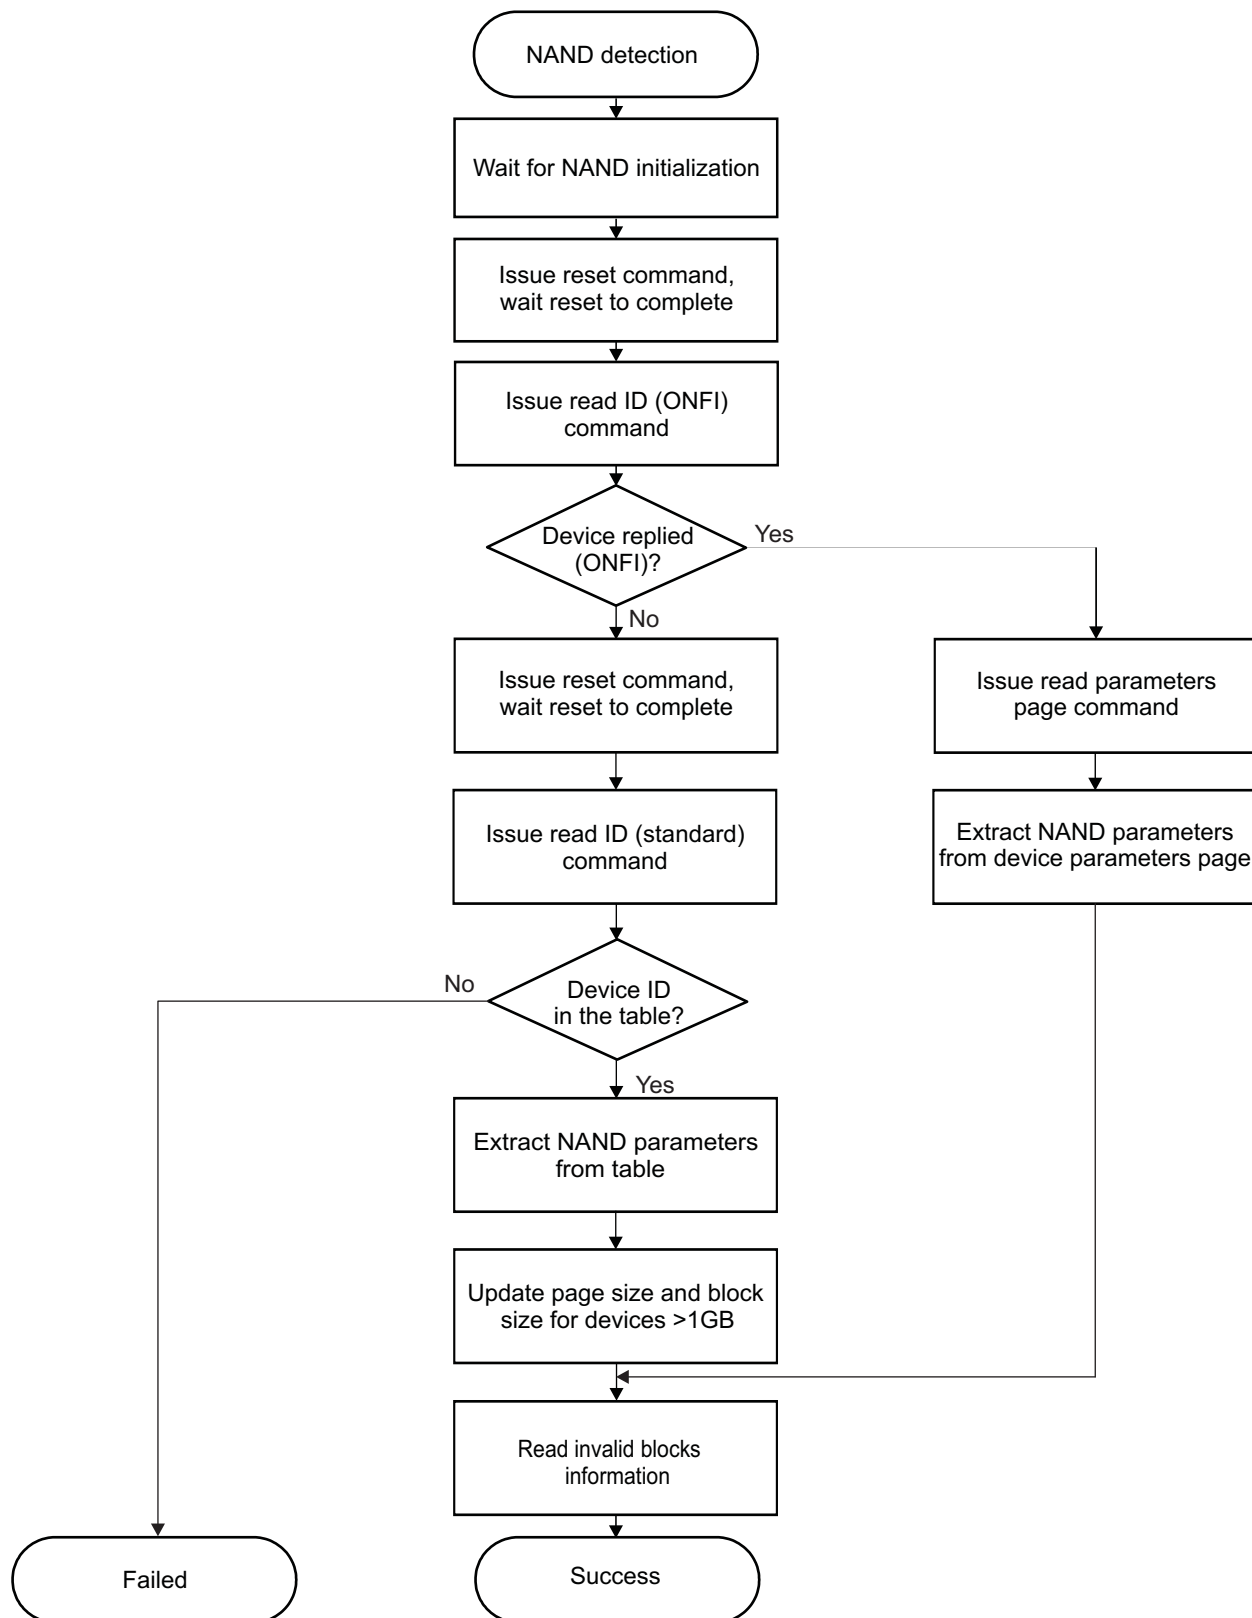 NAND detection
Wait for NAND initialization
Issue reset command,
wait reset to complete
Issue read ID (ONFI)
command
Device replied
(ONFI)?
Yes
No
Issue reset command,
wait reset to complete
Issue read parameters
page command
Issue read ID (standard)
command
Extract NAND parameters
from device parameters page
No
Device ID
in the table?
Yes
Extract NAND parameters
from table
Update page size and block
size for devices >1GB
Read invalid blocks
information
Failed
Success